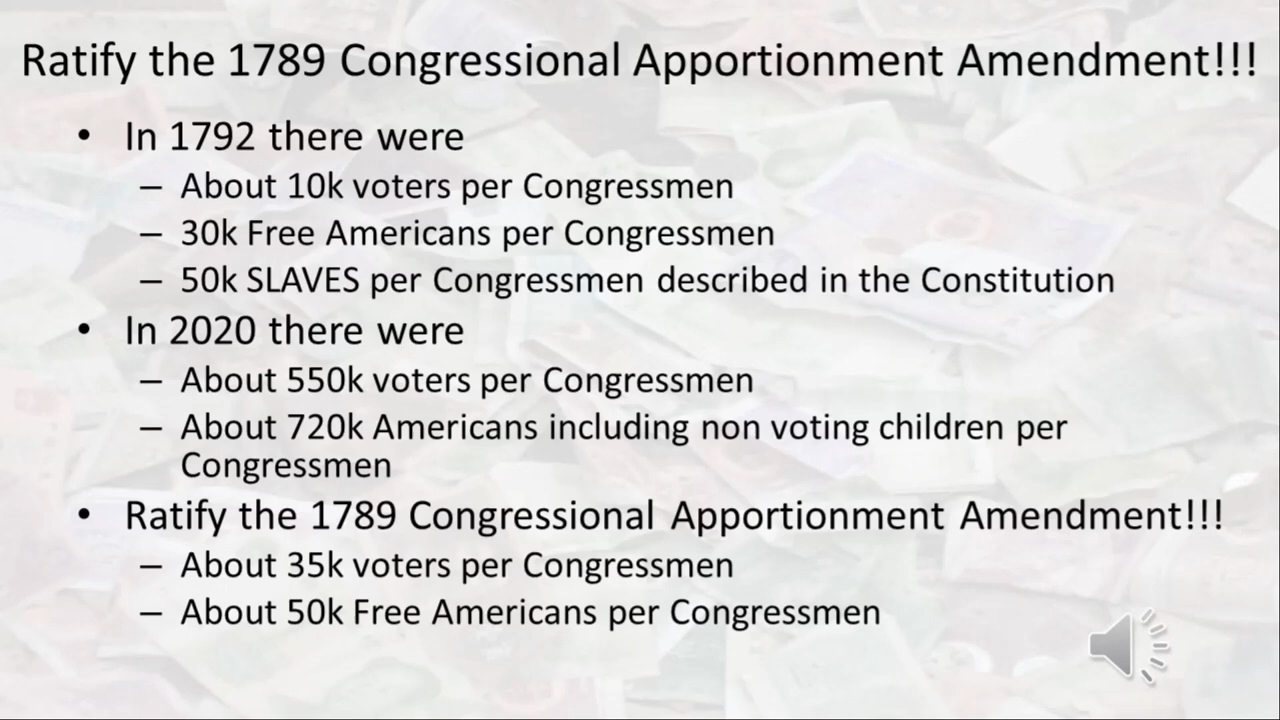 Ratify the 1789 Congressional Apportionment Amendment!!!
• In 1792 there were
– About 10k voters per Congressmen
– 30k Free Americans per Congressmen
– 50k SLAVES per Congressmen described in the Constitution
• In 2020 there were
– About 550k voters per Congressmen
– About 720k Americans including non voting children per
Congressmen
• Ratify the 1789 Congressional Apportionment Amendment!!!
– About 35k voters per Congressmen
– About 50k Free Americans per Congressmen